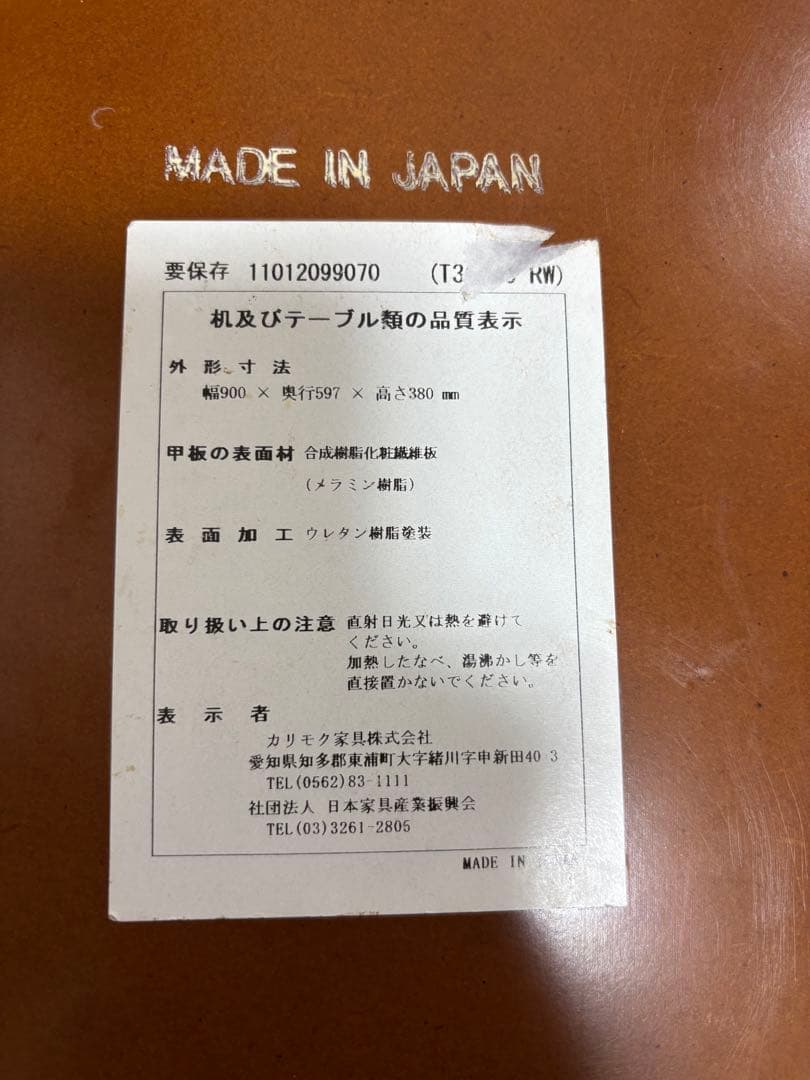 MADE IN JAPAN
要保存 11012099070 (T3 RW)
机及びテーブル類の品質表示
外形寸法
幅900 × 奥行597 × 高さ380 mm
甲板の表面材 合成樹脂化粧繊維板
(メラミン樹脂)
表面加工 ウレタン樹脂塗装
取り扱い上の注意 直射日光又は熱を避けて
ください。
加熱したなべ、湯沸かし等を
直接置かないでください。
表示者
カリモク家具株式会社
愛知県知多郡東浦町大字緒川字申新田40-3
TEL(0562)83-1111
社団法人 日本家具産業振興会
TEL(03)3261-2805
MADE IN